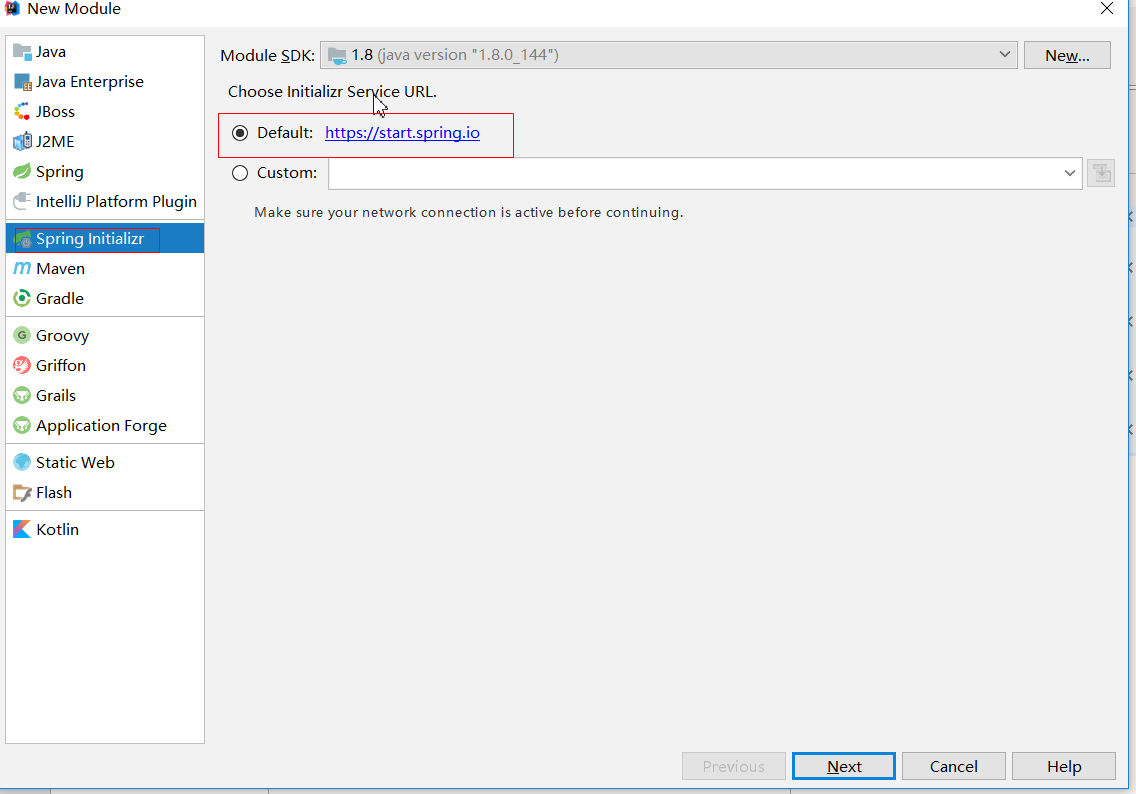 New Module
Java
Java Enterprise
JBoss
J2ME
Spring
IntelliJ Platform Plugin
Spring Initializr
Maven
Gradle
Groovy
Griffon
Grails
Application Forge
Static Web
Flash
Kotlin
Module SDK: 1.8 (java version "1.8.0_144") New...
Choose Initializr Service URL.
Default: https://start.spring.io
Custom:
Make sure your network connection is active before continuing.
Previous Next Cancel Help